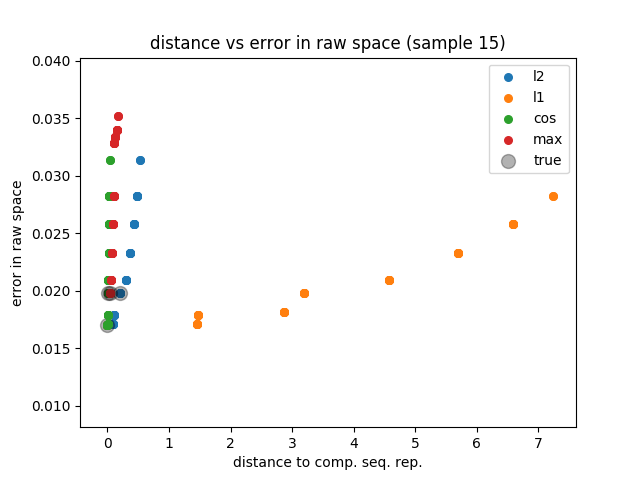 distance vs error in raw space (sample 15)
0.040
0.035
0.030
0.025
0.020
0.015
0.010
error in raw space
l2
l1
cos
max
true
0 1 2 3 4 5 6 7
distance to comp. seq. rep.